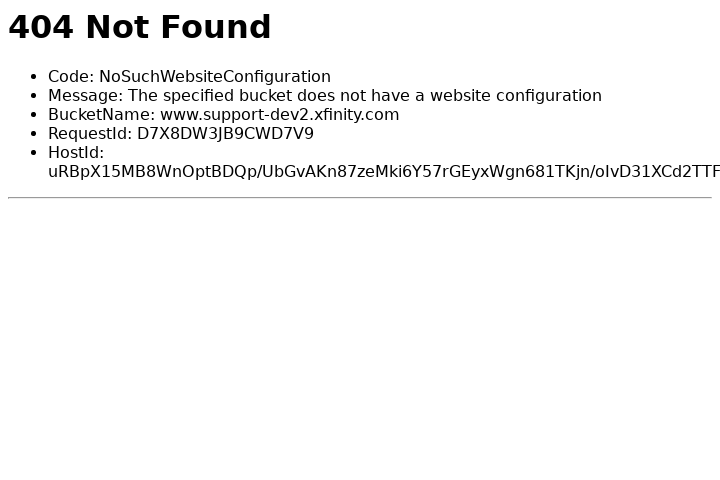 404 Not Found
Code: NoSuchWebsiteConfiguration
Message: The specified bucket does not have a website configuration
BucketName: www.support-dev2.xfinity.com
RequestId: D7X8DW3JB9CWD7V9
HostId:
uRBpX15MB8WnOptBDQp/UbGvAKn87zeMki6Y57rGEyxWgn681TKjn/oIvD31XCd2TTF